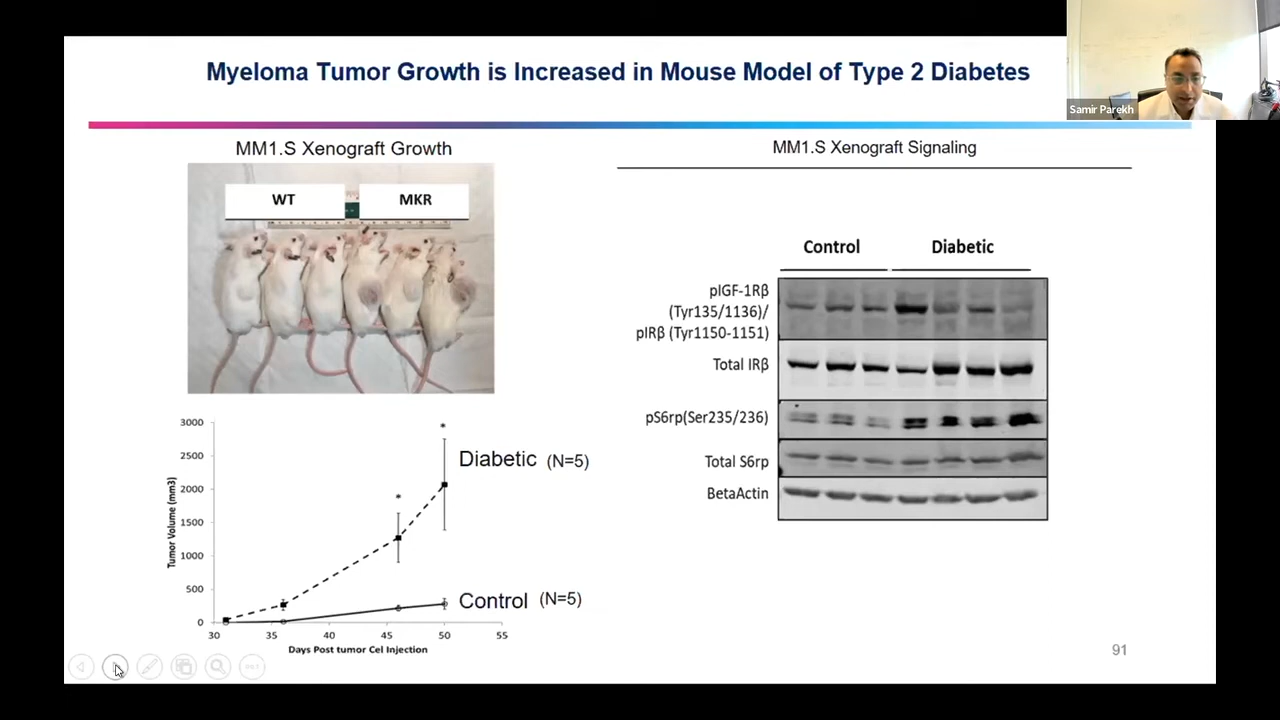 Myeloma Tumor Growth is Increased in Mouse Model of Type 2 Diabetes
Samir Parekh
MM1.S Xenograft Growth
WT
MKR
3000
2500
2000
1500
1000
500
0
Tumor Volume (mm3)
30
35
40
45
50
55
Days Post tumor Cel Injection
*
*
Diabetic (N=5)
Control (N=5)
MM1.S Xenograft Signaling
Control
Diabetic
pIGF-1Rβ
(Tyr135/1136)/
pIRβ (Tyr1150-1151)
Total IRβ
pS6rp(Ser235/236)
Total S6rp
BetaActin
91